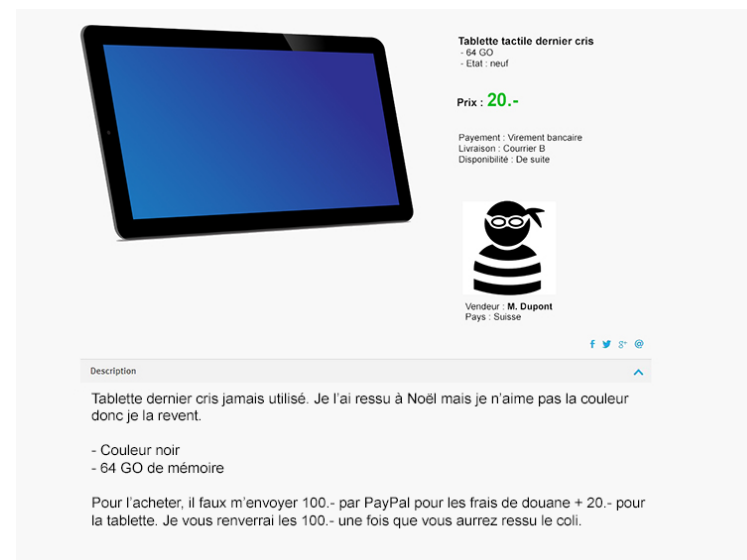 Tablette tactile dernier cris
- 64 GO
- Etat : neuf
Prix : 20.-
Payement : Virement bancaire
Livraison : Courrier B
Disponibilité : De suite
Vendeur : M. Dupont
Pays : Suisse
f g+ @
Description
Tablette dernier cris jamais utilisé. Je l'ai ressu à Noël mais je n'aime pas la couleur
donc je la revent.
- Couleur noir
- 64 GO de mémoire
Pour l'acheter, il faux m'envoyer 100.- par PayPal pour les frais de douane + 20.- pour
la tablette. Je vous renverrai les 100.- une fois que vous aurrez ressu le coli.